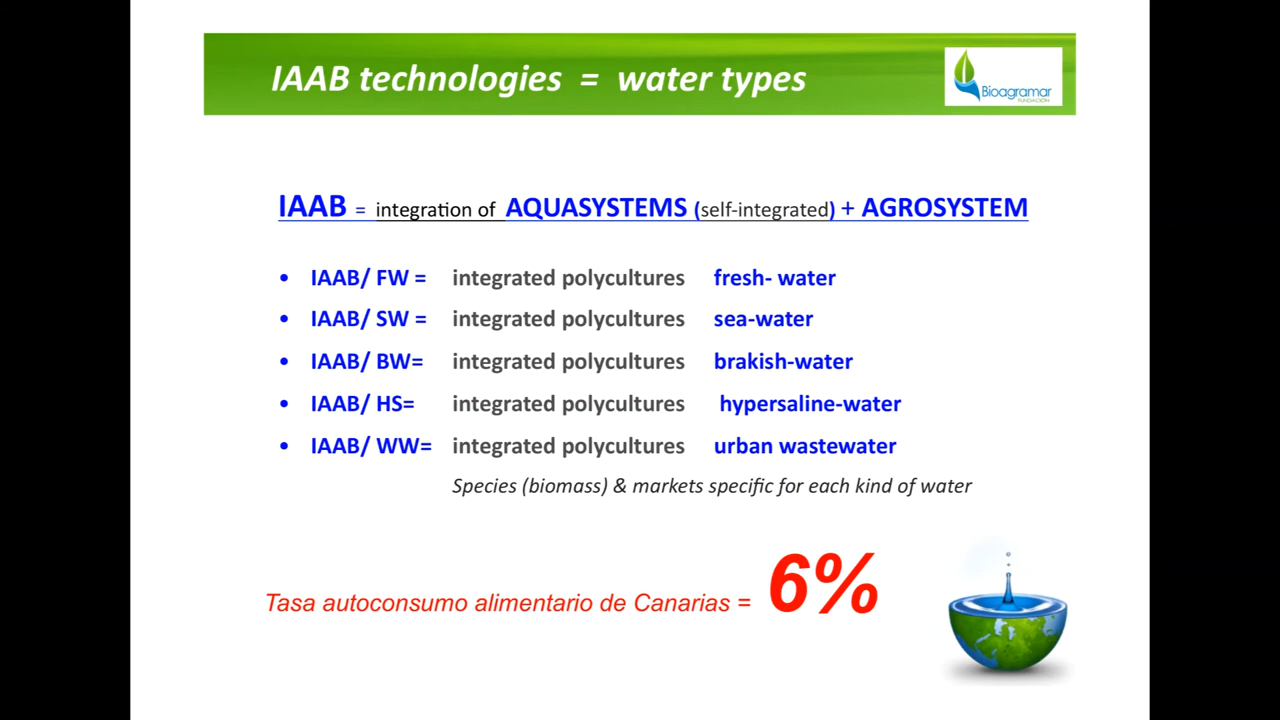 IAAB technologies = water types
Bioagramar
FUNDACIÓN
IAAB = integration of AQUASYSTEMS (self-integrated) + AGROSYSTEM
• IAAB/ FW = integrated polycultures fresh- water
• IAAB/ SW = integrated polycultures sea-water
• IAAB/ BW= integrated polycultures brakish-water
• IAAB/ HS= integrated polycultures hypersaline-water
• IAAB/ WW= integrated polycultures urban wastewater
Species (biomass) & markets specific for each kind of water
Tasa autoconsumo alimentario de Canarias = 6%